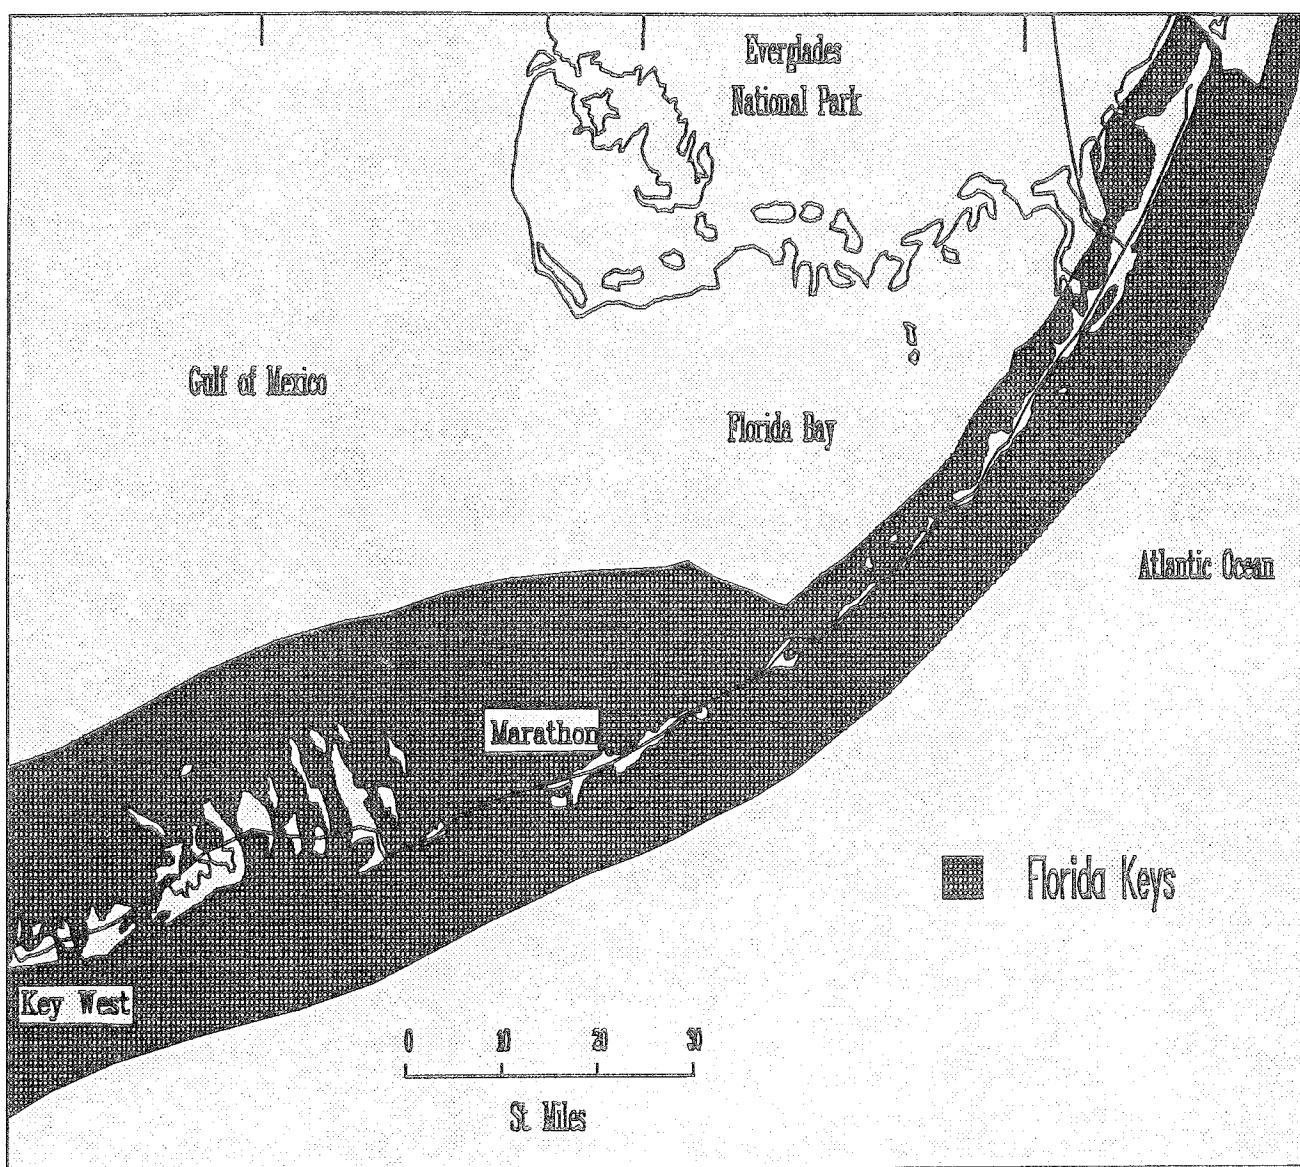 Everglades
National Park
Gulf of Mexico
Florida Bay
Atlantic Ocean
Marathon
Florida Keys
Key West
0 10 20 30
St Miles